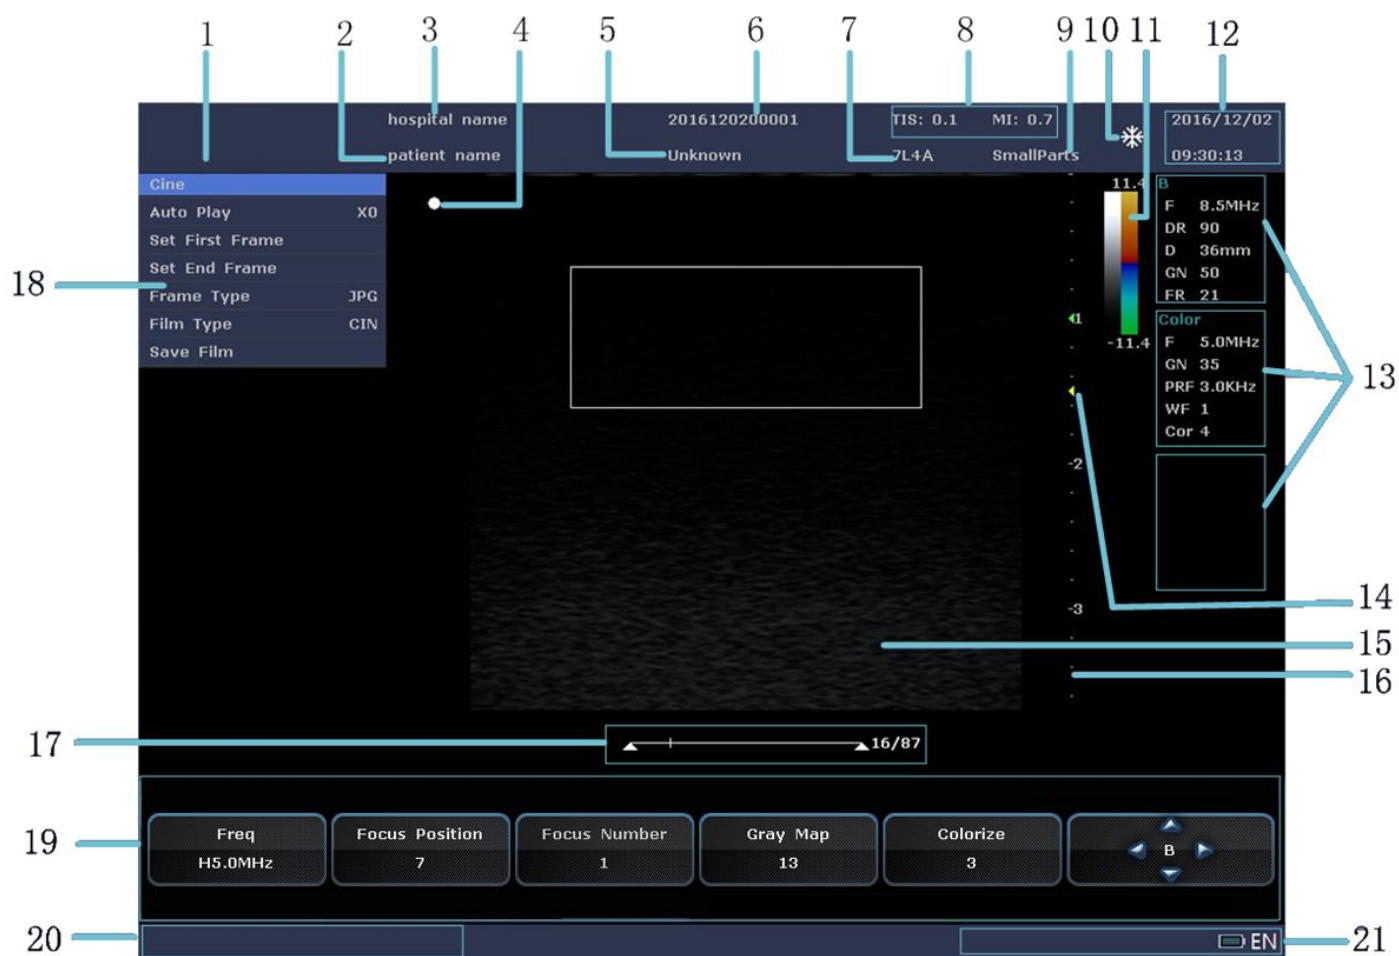 1 2 3 4 5 6 7 8 9 10 11 12
hospital name 2016120200001 TIS: 0.1 MI: 0.7 2016/12/02
patient name Unknown 7L4A SmallParts 09:30:13
Cine
Auto Play X0
Set First Frame
Set End Frame
18
Frame Type JPG
Film Type CIN
Save Film
11.4
-11.4
B
F 8.5MHz
DR 90
D 36mm
GN 50
FR 21
Color
F 5.0MHz
GN 35
PRF 3.0KHz
WF 1
Cor 4
13
1
-2
-3
14
15
16
17
16/87
19
Freq
H5.0MHz
Focus Position
7
Focus Number
1
Gray Map
13
Colorize
3
B
20
EN
21